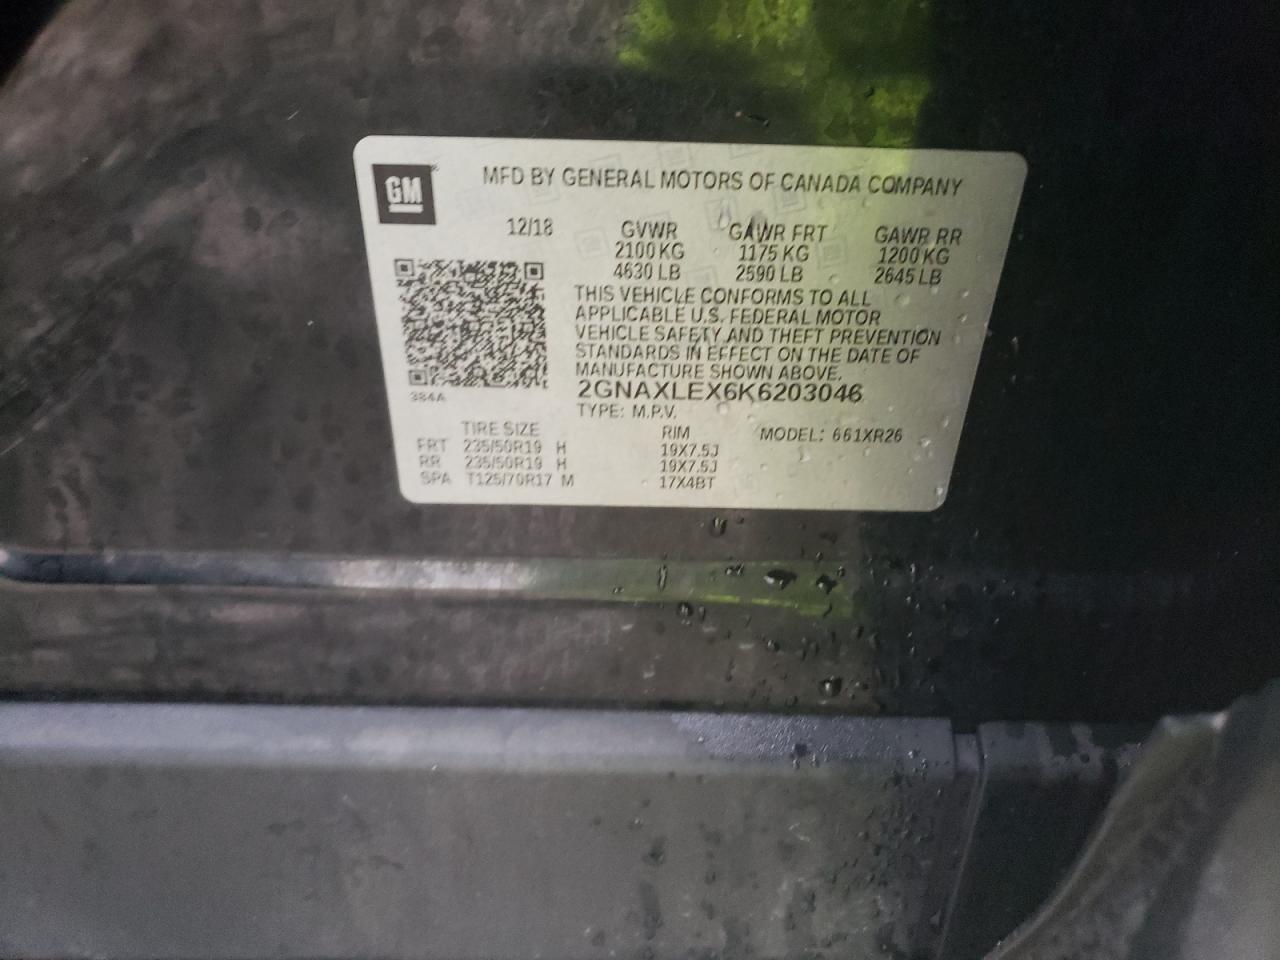 GM
MFD BY GENERAL MOTORS OF CANADA COMPANY
12/18 GVWR GAWR FRT GAWR RR
2100 KG 1175 KG 1200 KG
4630 LB 2590 LB 2645 LB
THIS VEHICLE CONFORMS TO ALL
APPLICABLE U.S. FEDERAL MOTOR
VEHICLE SAFETY AND THEFT PREVENTION
STANDARDS IN EFFECT ON THE DATE OF
MANUFACTURE SHOWN ABOVE.
384A
2GNAXLEX6K6203046
TYPE: M.P.V.
TIRE SIZE RIM MODEL: 661XR26
FRT 235/50R19 H 19X7.5J
RR 235/50R19 H 19X7.5J
SPA T125/70R17 M 17X4BT